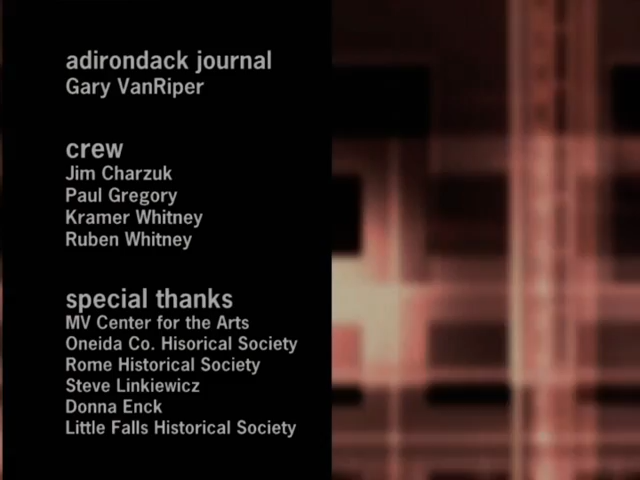 adirondack journal
Gary VanRiper
crew
Jim Charzuk
Paul Gregory
Kramer Whitney
Ruben Whitney
special thanks
MV Center for the Arts
Oneida Co. Hisorical Society
Rome Historical Society
Steve Linkiewicz
Donna Enck
Little Falls Historical Society